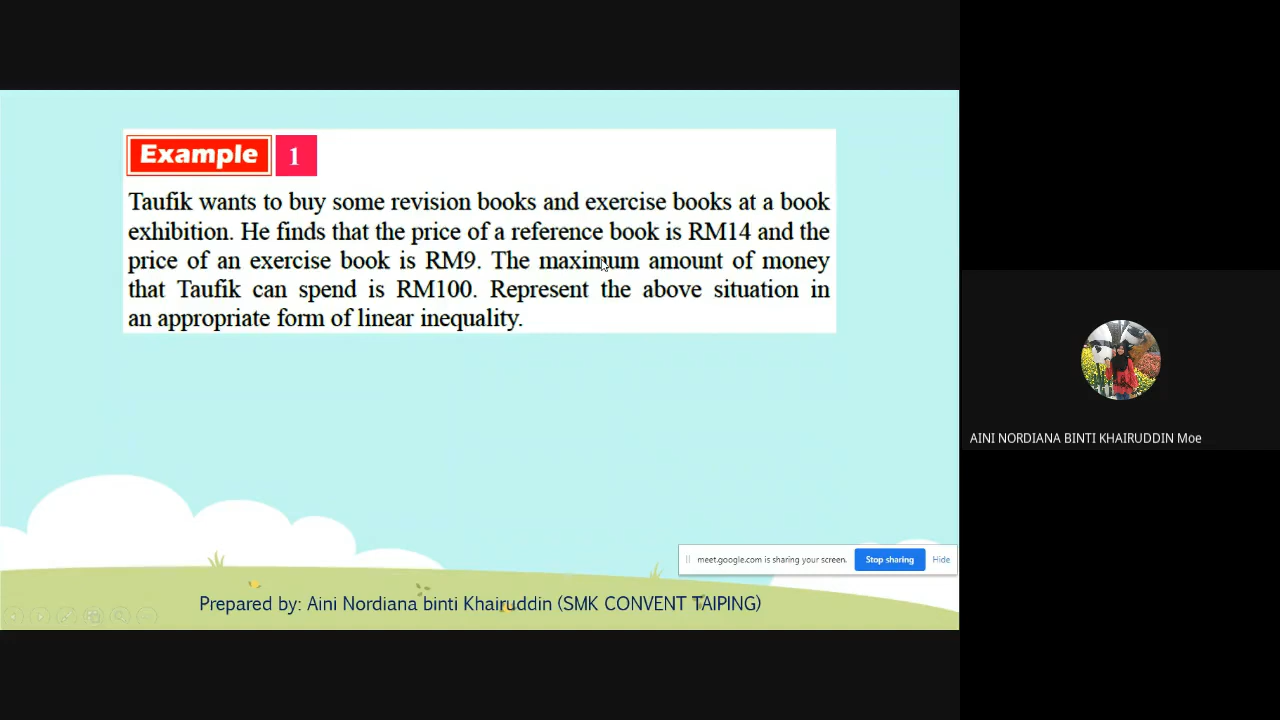 Example 1
Taufik wants to buy some revision books and exercise books at a book
exhibition. He finds that the price of a reference book is RM14 and the
price of an exercise book is RM9. The maximum amount of money
that Taufik can spend is RM100. Represent the above situation in
an appropriate form of linear inequality.
AINI NORDIANA BINTI KHAIRUDDIN Moe
meet.google.com is sharing your screen. Stop sharing Hide
Prepared by: Aini Nordiana binti Khairuddin (SMK CONVENT TAIPING)